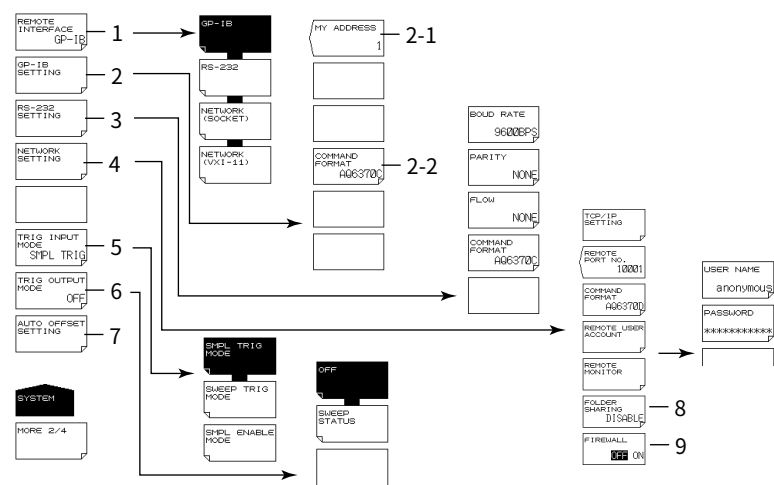 REMOTE
INTERFACE
GP-IB
1
GP-IB
SETTING
2
RS-232
SETTING
3
NETWORK
SETTING
4
TRIG INPUT
MODE
SMPL TRIG
5
TRIG OUTPUT
MODE
OFF
6
AUTO OFFSET
SETTING
7
SYSTEM
MORE 2/4
GP-IB
RS-232
NETWORK
(SOCKET)
NETWORK
(VXI-11)
MY ADDRESS
1
2-1
COMMAND
FORMAT
AQ6370C
2-2
BOUD RATE
9600BPS
PARITY
NONE
FLOW
NONE
COMMAND
FORMAT
AQ6370C
SMPL TRIG
MODE
SWEEP TRIG
MODE
SMPL ENABLE
MODE
OFF
SWEEP
STATUS
TCP/IP
SETTING
REMOTE
PORT NO.
10001
COMMAND
FORMAT
AQ6370D
REMOTE USER
ACCOUNT
REMOTE
MONITOR
FOLDER
SHARING
DISABLE
8
FIREWALL
OFF ON
9
USER NAME
anonymous
PASSWORD
***********